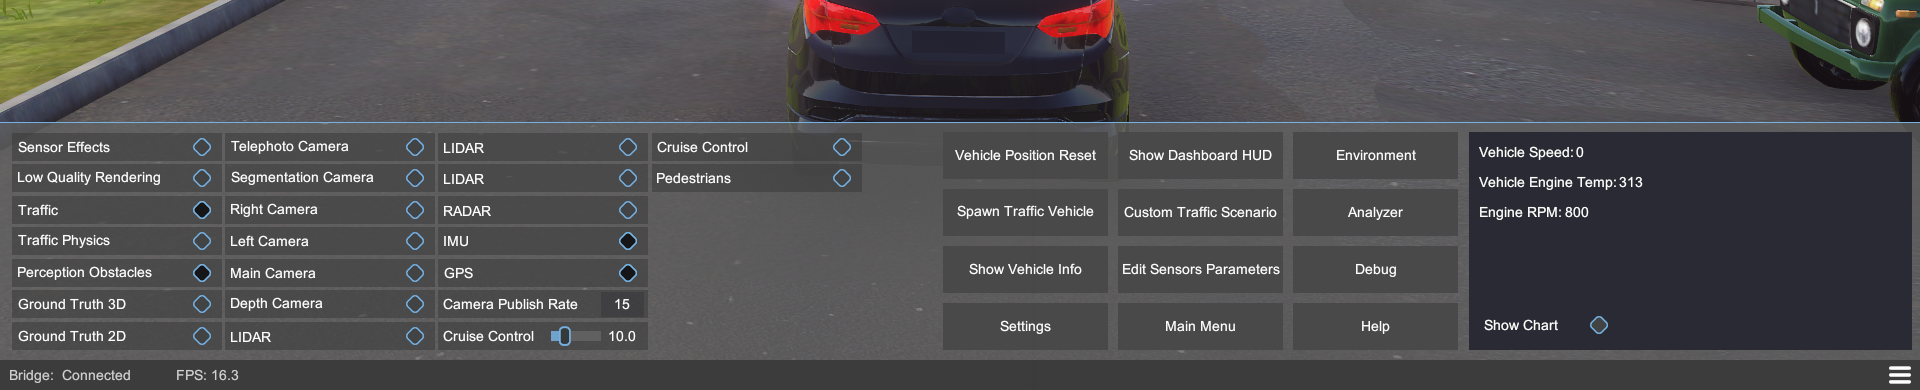 Sensor Effects
Low Quality Rendering
Traffic
Traffic Physics
Perception Obstacles
Ground Truth 3D
Ground Truth 2D
Telephoto Camera
Segmentation Camera
Right Camera
Left Camera
Main Camera
Depth Camera
LIDAR
LIDAR
LIDAR
RADAR
IMU
GPS
Camera Publish Rate 15
Cruise Control 10.0
Cruise Control
Pedestrians
Vehicle Position Reset
Show Dashboard HUD
Environment
Spawn Traffic Vehicle
Custom Traffic Scenario
Analyzer
Show Vehicle Info
Edit Sensors Parameters
Debug
Settings
Main Menu
Help
Vehicle Speed: 0
Vehicle Engine Temp: 313
Engine RPM: 800
Show Chart
Bridge: Connected FPS: 16.3